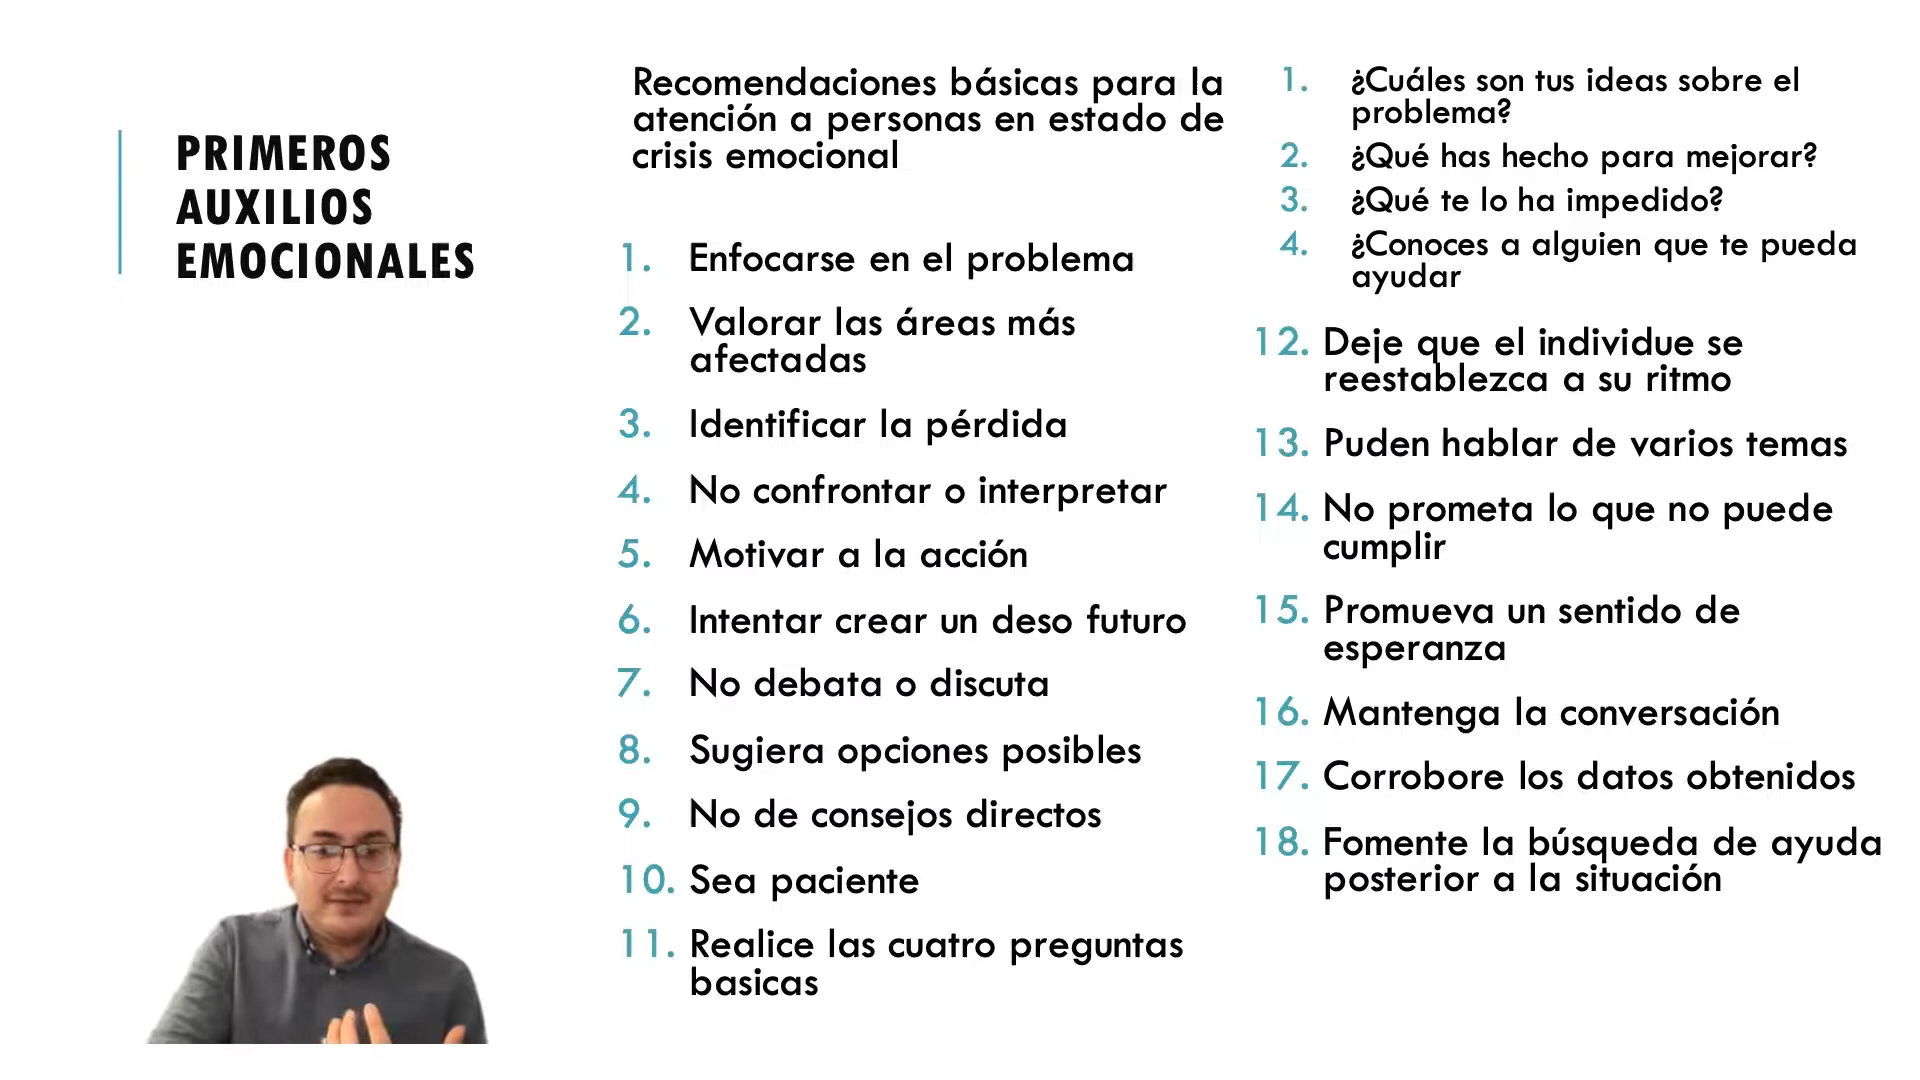 PRIMEROS
AUXILIOS
EMOCIONALES
Recomendaciones básicas para la
atención a personas en estado de
crisis emocional
1. Enfocarse en el problema
2. Valorar las áreas más
afectadas
3. Identificar la pérdida
4. No confrontar o interpretar
5. Motivar a la acción
6. Intentar crear un deso futuro
7. No debata o discuta
8. Sugiera opciones posibles
9. No de consejos directos
10. Sea paciente
11. Realice las cuatro preguntas
basicas
1. ¿Cuáles son tus ideas sobre el
problema?
2. ¿Qué has hecho para mejorar?
3. ¿Qué te lo ha impedido?
4. ¿Conoces a alguien que te pueda
ayudar
12. Deje que el individue se
reestablezca a su ritmo
13. Puden hablar de varios temas
14. No prometa lo que no puede
cumplir
15. Promueva un sentido de
esperanza
16. Mantenga la conversación
17. Corrobore los datos obtenidos
18. Fomente la búsqueda de ayuda
posterior a la situación